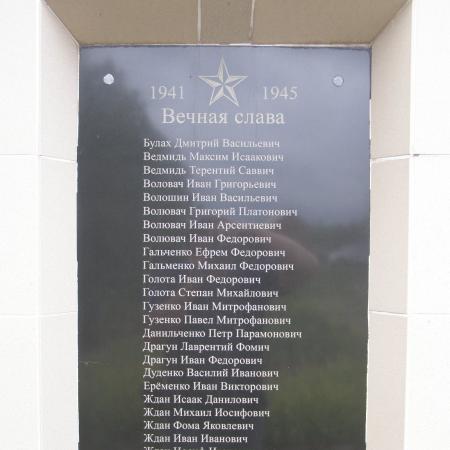 1941 1945
Вечная слава
Булах Дмитрий Васильевич
Ведмидь Максим Исаакович
Ведмидь Терентий Саввич
Воловач Иван Григорьевич
Волошин Иван Васильевич
Волювач Григорий Платонович
Волювач Иван Арсентиевич
Волювач Иван Федорович
Гальченко Ефрем Федорович
Гальменко Михаил Федорович
Голота Иван Федорович
Голота Степан Михайлович
Гузенко Иван Митрофанович
Гузенко Павел Митрофанович
Данильченко Петр Парамонович
Драгун Лаврентий Фомич
Драгун Иван Федорович
Дуденко Василий Иванович
Ерёменко Иван Викторович
Ждан Исаак Данилович
Ждан Михаил Иосифович
Ждан Фома Яковлевич
Ждан Иван Иванович
Ждан